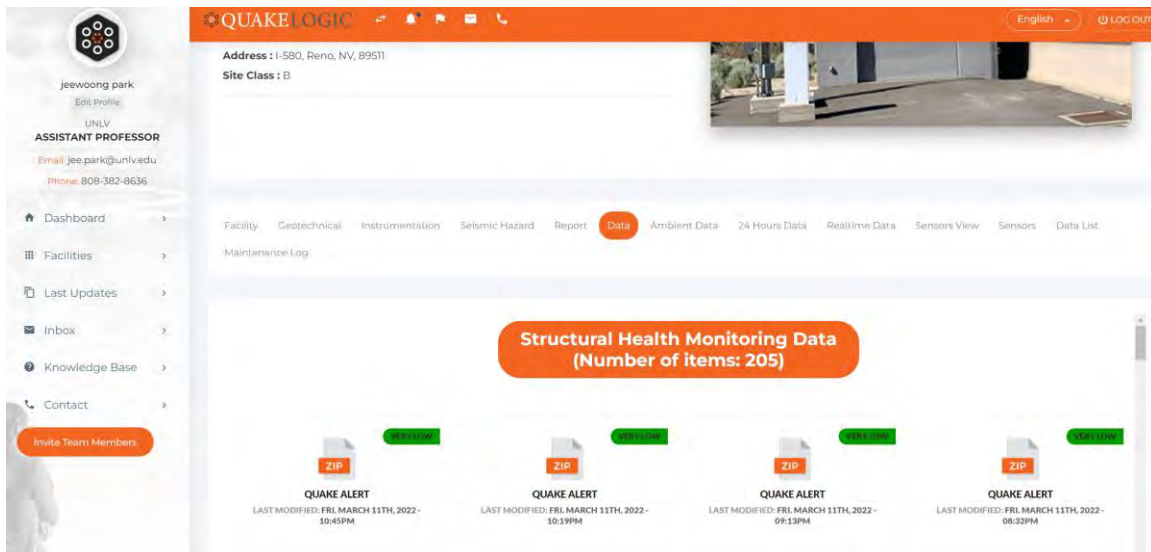 QUAKELOGIC
English
LOG OUT
jeewoong park
Edit Profile
UNLV
ASSISTANT PROFESSOR
Email: jee.park@unlv.edu
Phone: 808-382-8636
Dashboard
Facilities
Last Updates
Inbox
Knowledge Base
Contact
Invite Team Members
Address : I-580, Reno, NV, 89511
Site Class : B
Facility Geotechnical Instrumentation Seismic Hazard Report Data Ambient Data 24 Hours Data Realtime Data Sensors View Sensors Data List
Maintenance Log
Structural Health Monitoring Data
(Number of items: 205)
VERY LOW
ZIP
QUAKE ALERT
LAST MODIFIED: FRI. MARCH 11TH, 2022 -
10:45PM
VERY LOW
ZIP
QUAKE ALERT
LAST MODIFIED: FRI. MARCH 11TH, 2022 -
10:19PM
VERY LOW
ZIP
QUAKE ALERT
LAST MODIFIED: FRI. MARCH 11TH, 2022 -
09:13PM
VERY LOW
ZIP
QUAKE ALERT
LAST MODIFIED: FRI. MARCH 11TH, 2022 -
08:32PM